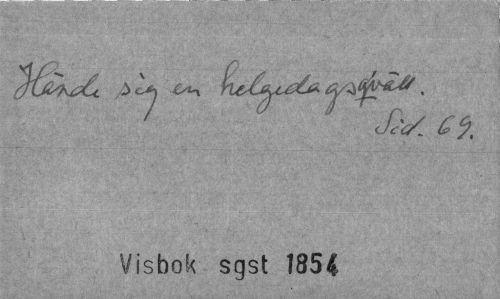 Hände sig en helgedagsqväll.
Sid. 69.
Visbok sgst 1854